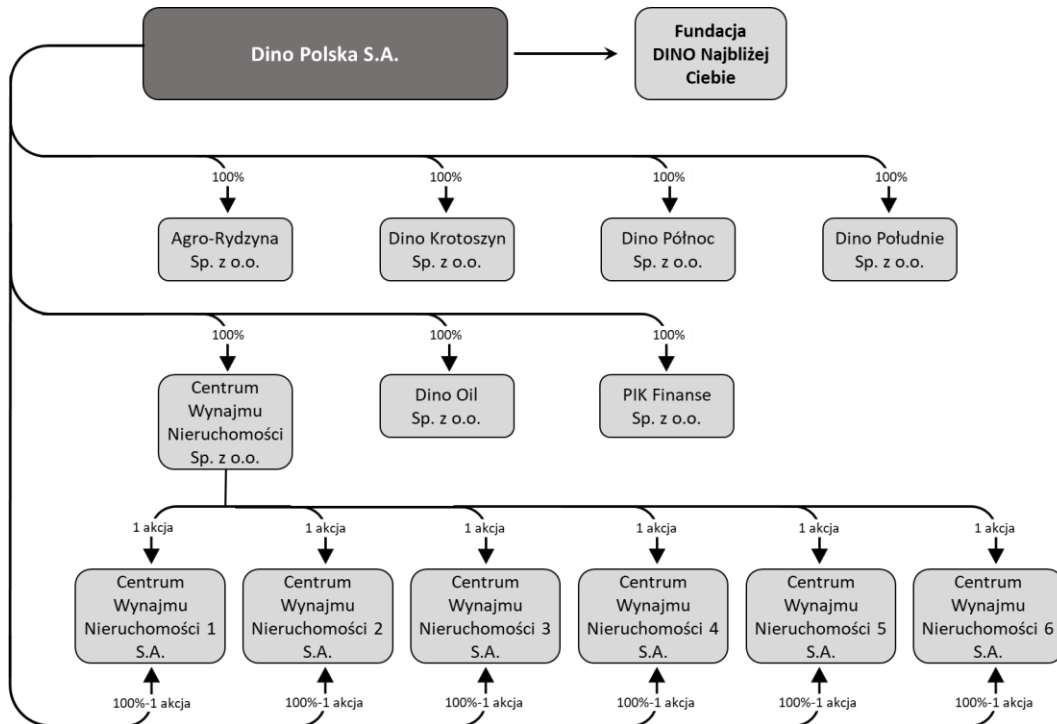 Dino Polska S.A.
Fundacja
DINO Najbliżej
Ciebie
100%
100%
100%
100%
Agro-Rydzyna
Sp. z o.o.
Dino Krotoszyn
Sp. z o.o.
Dino Północ
Sp. z o.o.
Dino Południe
Sp. z o.o.
100%
100%
100%
Centrum
Wynajmu
Nieruchomości
Sp. z o.o.
Dino Oil
Sp. z o.o.
PIK Finanse
Sp. z o.o.
1 akcja
1 akcja
1 akcja
1 akcja
1 akcja
1 akcja
Centrum
Wynajmu
Nieruchomości 1
S.A.
Centrum
Wynajmu
Nieruchomości 2
S.A.
Centrum
Wynajmu
Nieruchomości 3
S.A.
Centrum
Wynajmu
Nieruchomości 4
S.A.
Centrum
Wynajmu
Nieruchomości 5
S.A.
Centrum
Wynajmu
Nieruchomości 6
S.A.
100%-1 akcja
100%-1 akcja
100%-1 akcja
100%-1 akcja
100%-1 akcja
100%-1 akcja